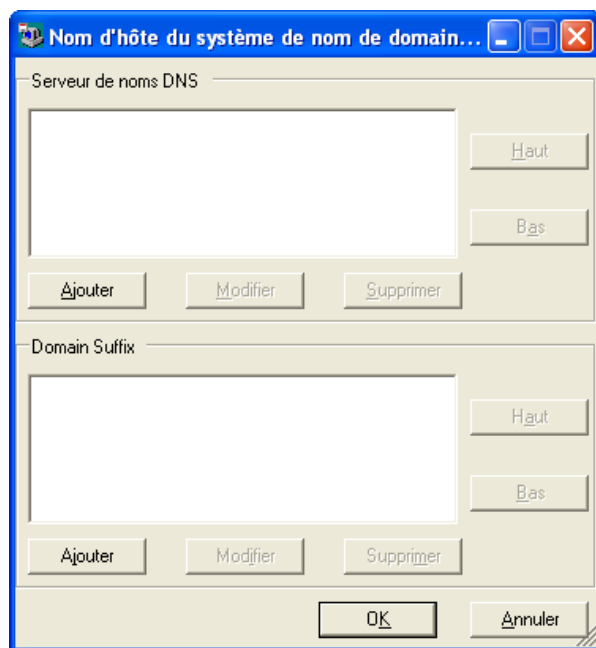 Nom d'hôte du système de nom de domain...
Serveur de noms DNS
Haut
Bas
Ajouter Modifier Supprimer
Domain Suffix
Haut
Bas
Ajouter Modifier Supprimer
OK Annuler